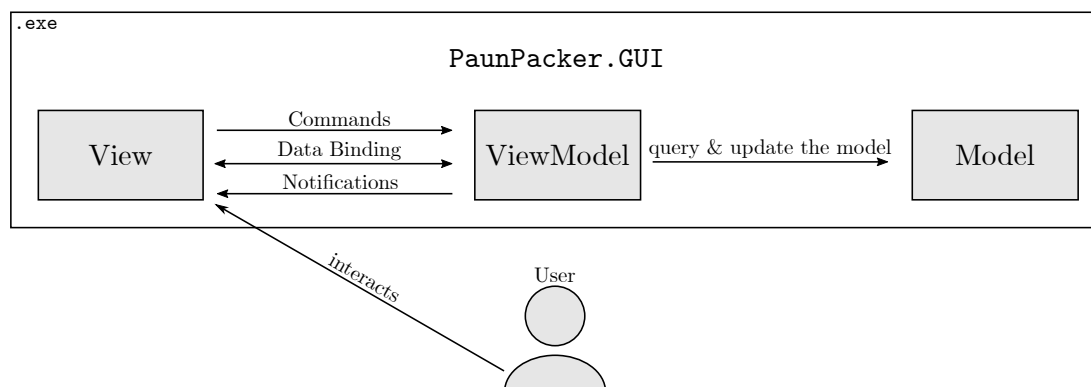 .exe
PaunPacker.GUI
Commands
View
Data Binding
ViewModel
query & update the model
Model
Notifications
interacts
User